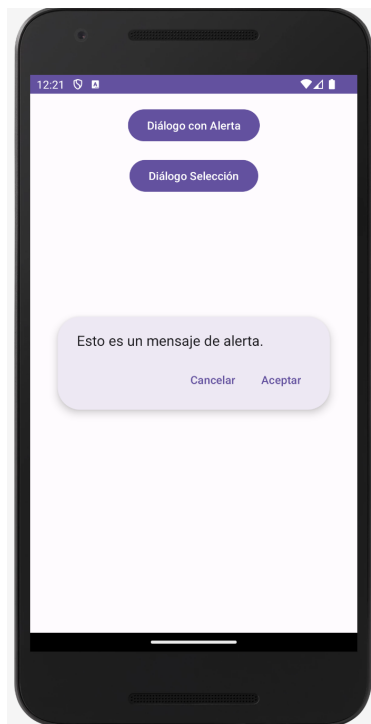 12:21
Diálogo con Alerta
Diálogo Selección
Esto es un mensaje de alerta.
Cancelar Aceptar